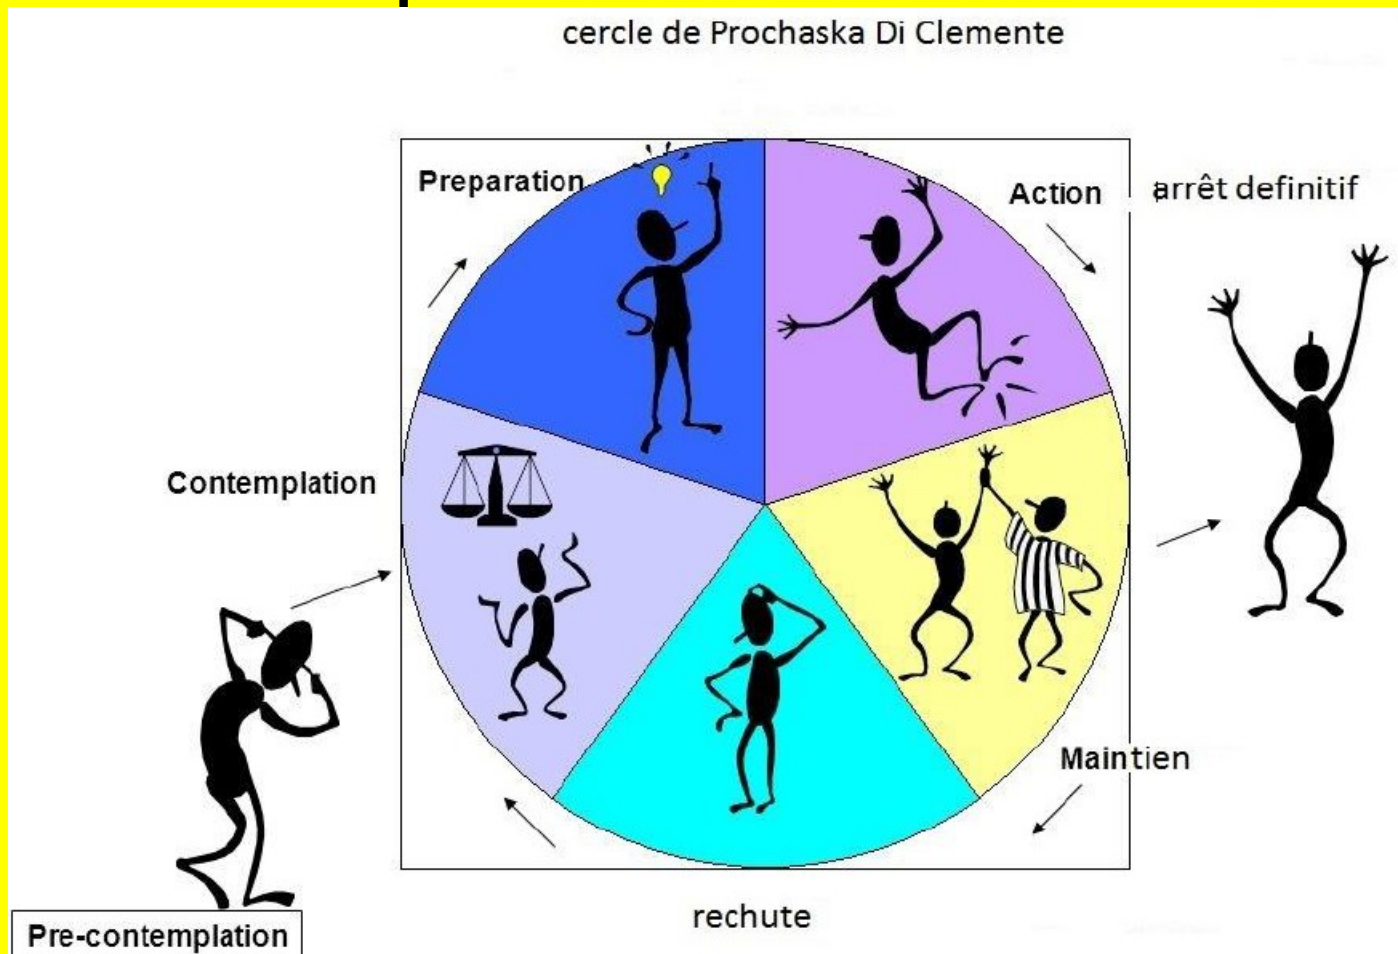 cercle de Prochaska Di Clemente
Preparation
Action
arrêt definitif
Contemplation
Maintien
rechute
Pre-contemplation